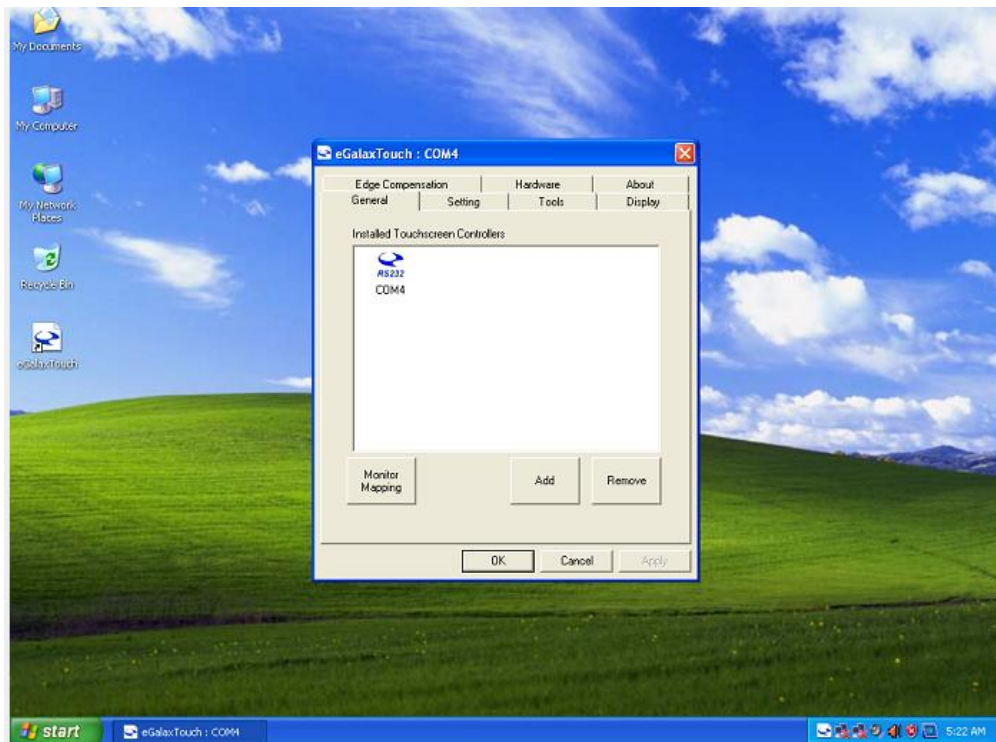 My Documents
My Computer
My Network
Places
Recycle Bin
eGalaxTouch
eGalaxTouch : COM4
Edge Compensation Hardware About
General Setting Tools Display
Installed Touchscreen Controllers
RS232
COM4
Monitor
Mapping
Add
Remove
OK Cancel Apply
start
eGalaxTouch : COM4
5:22 AM